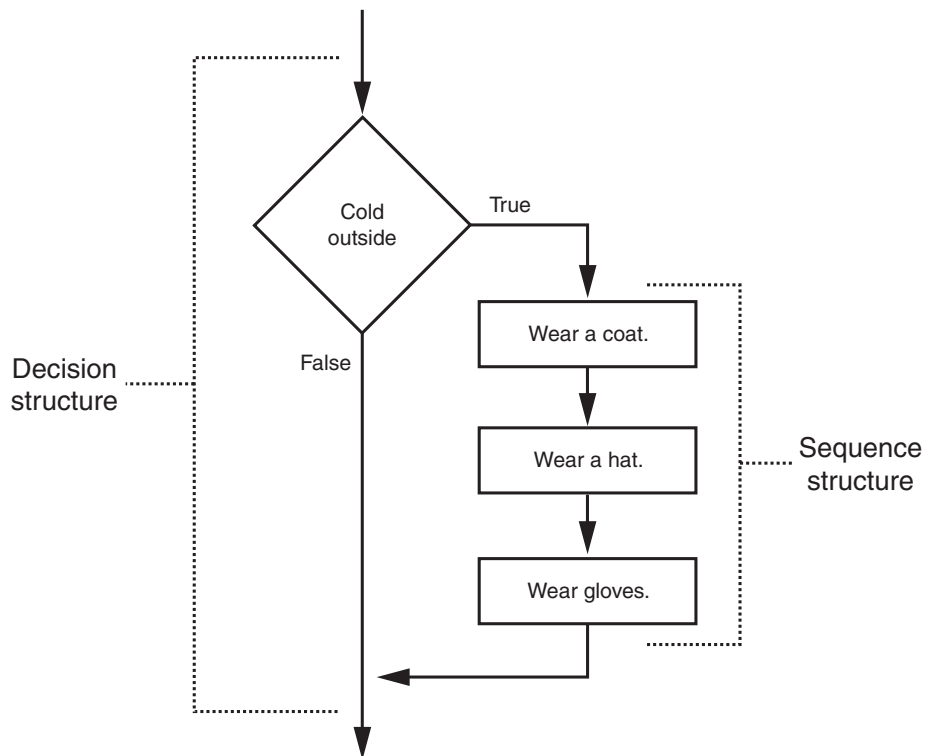 Cold
outside
True
Wear a coat.
False
Decision
structure
Wear a hat.
Sequence
structure
Wear gloves.